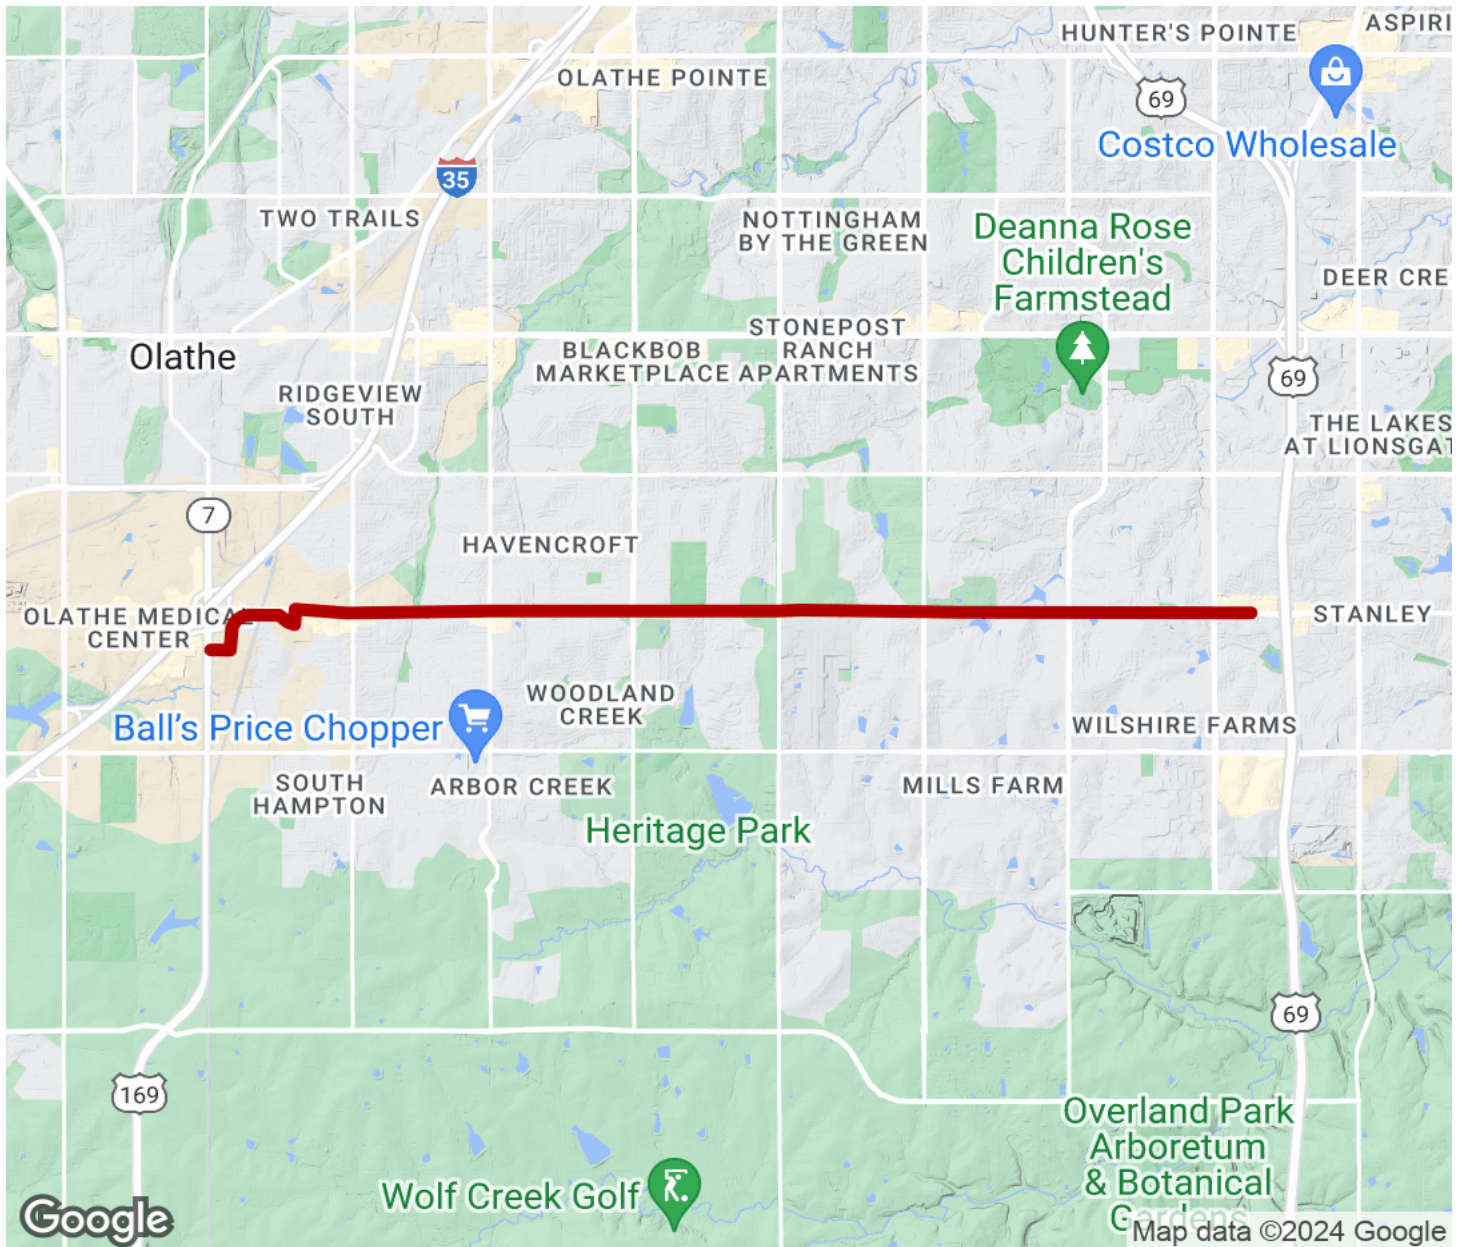 HUNTER'S POINTE
ASPIRI
OLATHE POINTE
69
Costco Wholesale
35
TWO TRAILS
NOTTINGHAM
BY THE GREEN
Deanna Rose
Children's
Farmstead
DEER CRE
STONEPOST
RANCH
APARTMENTS
BLACKBOB
MARKETPLACE
Olathe
69
RIDGEVIEW
SOUTH
THE LAKES
AT LIONSGAT
7
HAVENCROFT
OLATHE MEDICAL
CENTER
STANLEY
WOODLAND
CREEK
Ball's Price Chopper
WILSHIRE FARMS
SOUTH
HAMPTON
ARBOR CREEK
MILLS FARM
Heritage Park
69
169
Overland Park
Arboretum
& Botanical
Gardens
Wolf Creek Golf
Google
Map data ©2024 Google